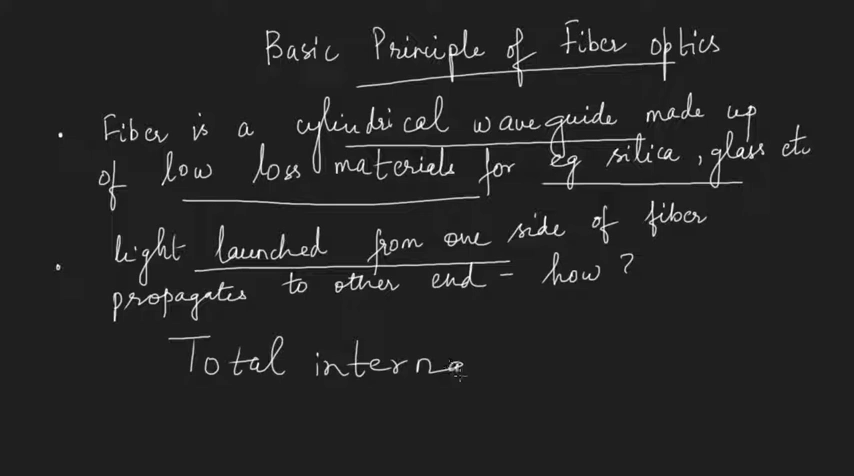 Basic Principle of Fiber optics
. Fiber is a cylindrical waveguide made up
of low loss materials for eg silica, glass etc
. Light launched from one side of fiber
propagates to other end - how?
Total interna